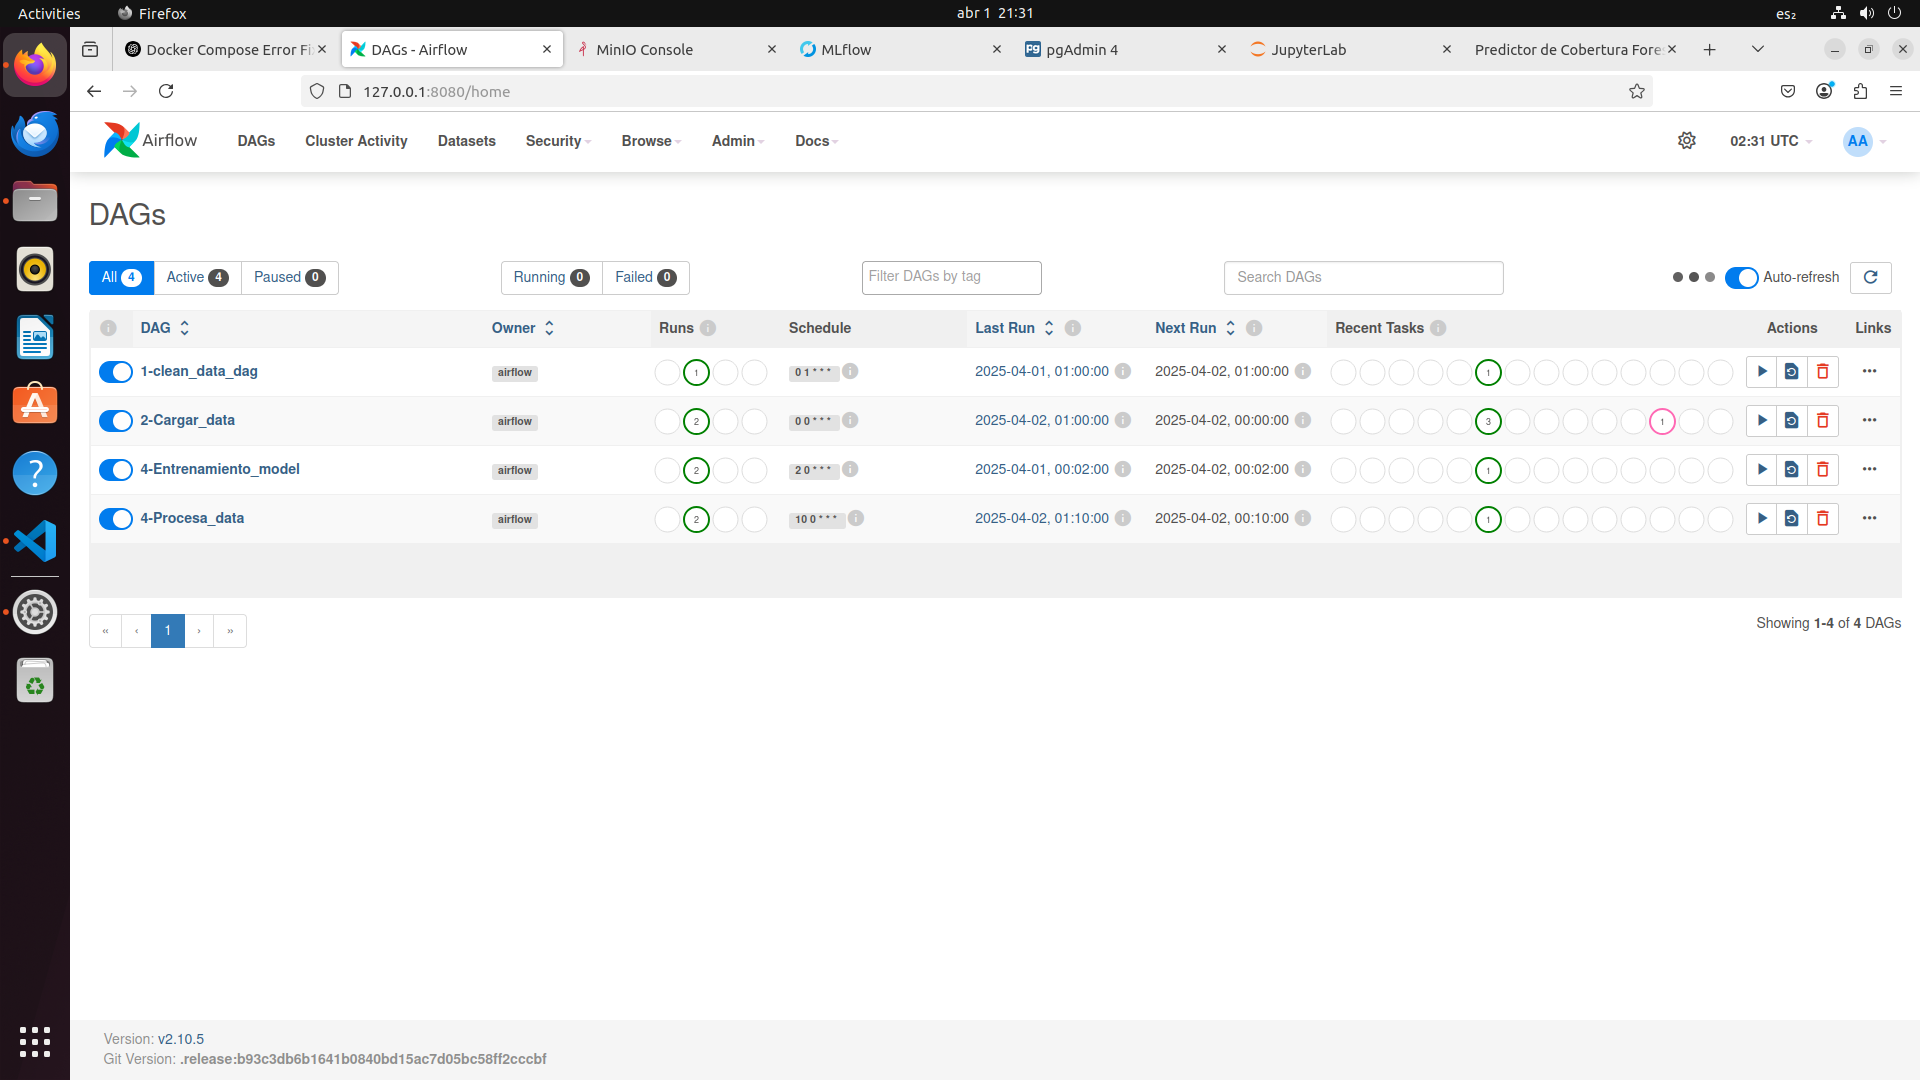 Activities
Firefox
abr 1 21:31
es₂
Docker Compose Error Fi
DAGs - Airflow
MinIO Console
MLflow
pgAdmin 4
JupyterLab
Predictor de Cobertura Fores
127.0.0.1:8080/home
Airflow
DAGs
Cluster Activity
Datasets
Security
Browse
Admin
Docs
02:31 UTC
AA
DAGs
All 4
Active 4
Paused 0
Running 0
Failed 0
Filter DAGs by tag
Search DAGs
Auto-refresh
DAG Owner Runs Schedule Last Run Next Run Recent Tasks Actions Links
1-clean_data_dag airflow 1 0 1 * * * 2025-04-01, 01:00:00 2025-04-02, 01:00:00 1
2-Cargar_data airflow 2 0 0 * * * 2025-04-02, 01:00:00 2025-04-02, 00:00:00 3 1
4-Entrenamiento_model airflow 2 2 0 * * * 2025-04-01, 00:02:00 2025-04-02, 00:02:00 1
4-Procesa_data airflow 2 10 0 * * * 2025-04-02, 01:10:00 2025-04-02, 00:10:00 1
« ‹ 1 › »
Showing 1-4 of 4 DAGs
Version: v2.10.5
Git Version: .release:b93c3db6b1641b0840bd15ac7d05bc58ff2cccbf